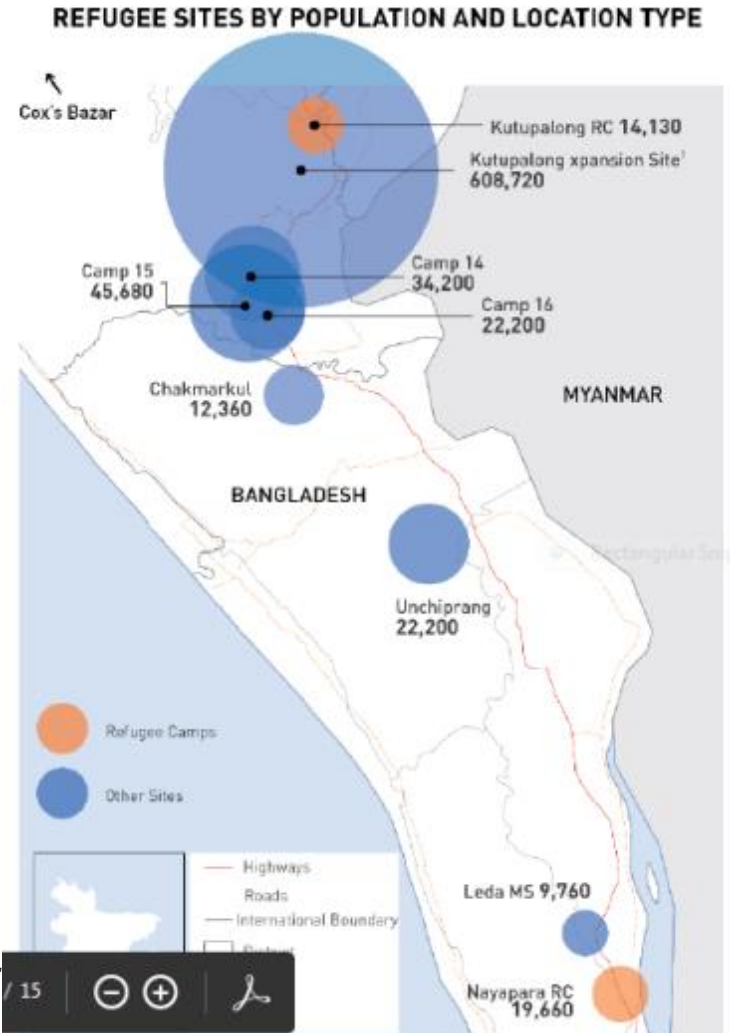 REFUGEE SITES BY POPULATION AND LOCATION TYPE
Cox's Bazar
Kutupalong RC 14,130
Kutupalong xpansion Site¹
608,720
Camp 14
34,200
Camp 15
45,680
Camp 16
22,200
Chakmarkul
12,360
MYANMAR
BANGLADESH
Rectangular
Unchiprang
22,200
Refugee Camps
Other Sites
Highways
Roads
International Boundary
Leda MS 9,760
Nayapara RC
19,660
/ 15